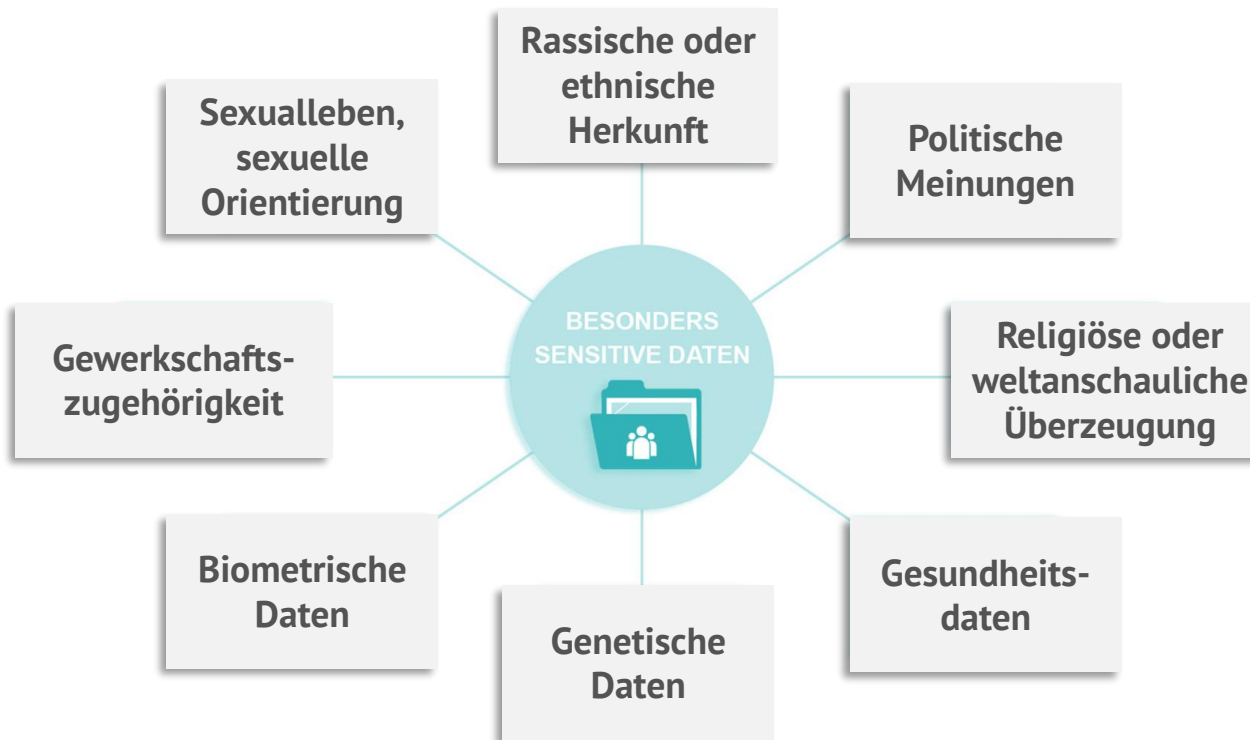 Rassische oder
ethnische
Herkunft
Politische
Meinungen
Religiöse oder
weltanschauliche
Überzeugung
Gesundheits-
daten
Genetische
Daten
Biometrische
Daten
Gewerkschafts-
zugehörigkeit
Sexualleben,
sexuelle
Orientierung
BESONDERS
SENSITIVE DATEN